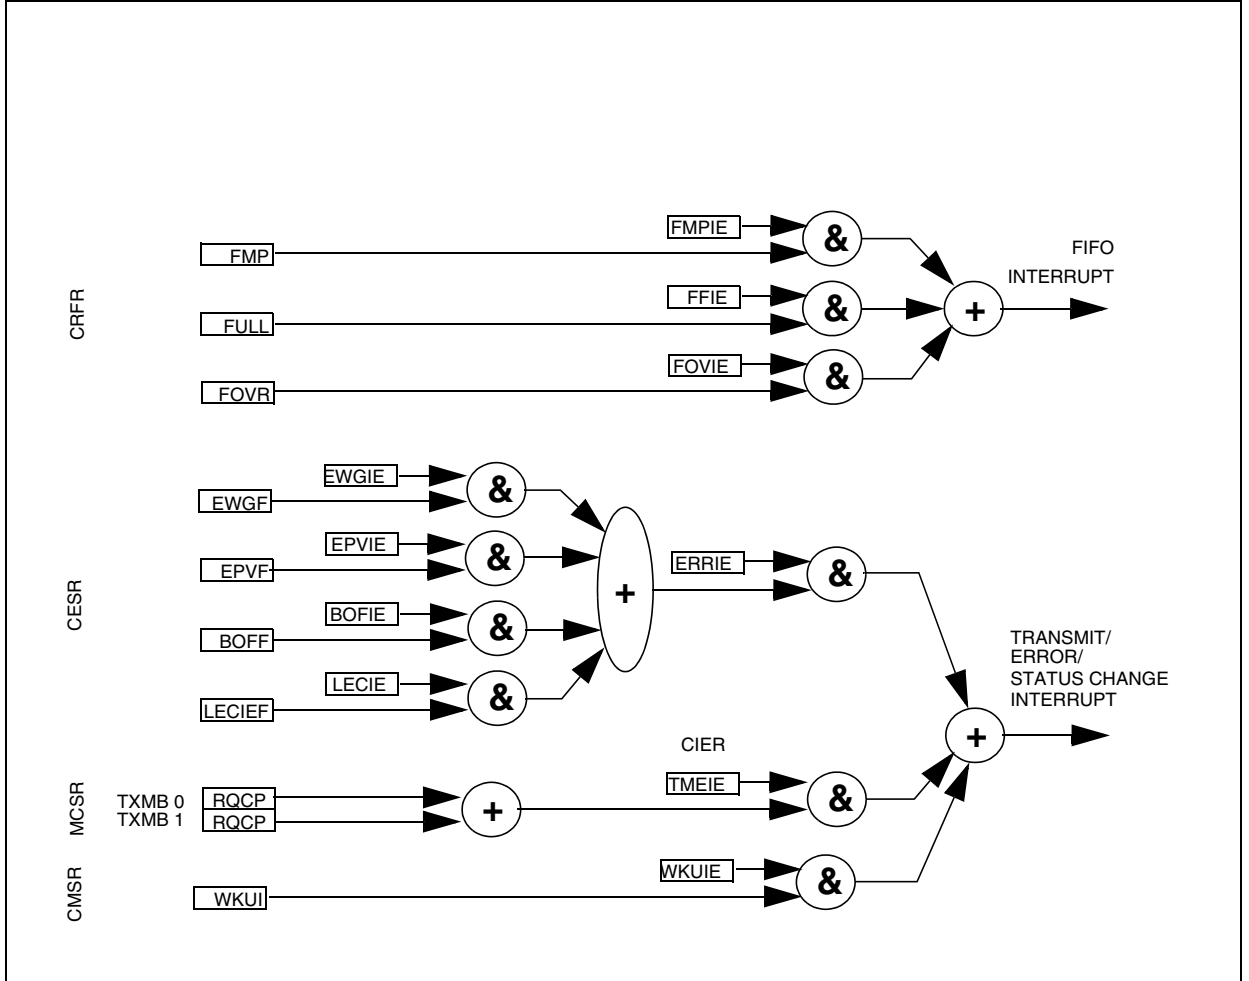 FMPIE
&
FMP
FIFO
INTERRUPT
CRFR
FFIE
&
+
FULL
FOVIE
&
FOVR
EWGIE
&
EWGF
EPVIE
&
EPVF
ERRIE
&
CESR
+
BOFIE
&
BOFF
TRANSMIT/
ERROR/
STATUS CHANGE
INTERRUPT
LECIE
&
LECIEF
+
CIER
MCSR
TXMB 0
RQCP
TXMB 1
RQCP
+
TMEIE
&
CMSR
WKUIE
&
WKUI